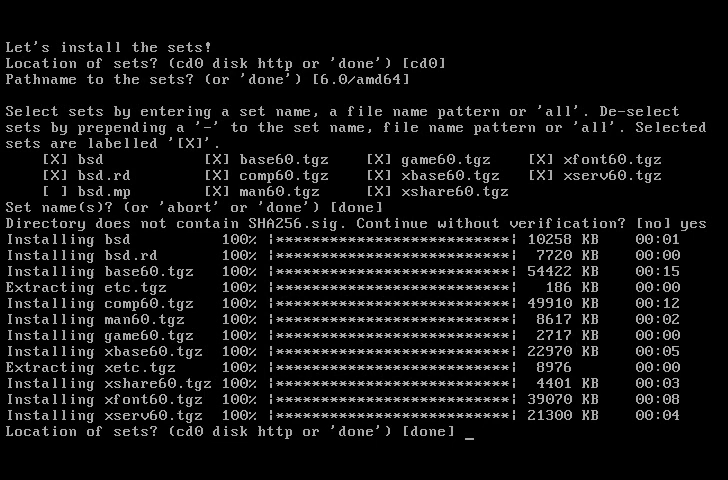 Let's install the sets!
Location of sets? (cd0 disk http or 'done') [cd0]
Pathname to the sets? (or 'done') [6.0/amd64]
Select sets by entering a set name, a file name pattern or 'all'. De-select
sets by prepending a '-' to the set name, file name pattern or 'all'. Selected
sets are labelled '[X]'.
[X] bsd [X] base60.tgz [X] game60.tgz [X] xfont60.tgz
[X] bsd.rd [X] comp60.tgz [X] xbase60.tgz [X] xserv60.tgz
[ ] bsd.mp [X] man60.tgz [X] xshare60.tgz
Set name(s)? (or 'abort' or 'done') [done]
Directory does not contain SHA256.sig. Continue without verification? [no] yes
Installing bsd 100% |**************************| 10258 KB 00:01
Installing bsd.rd 100% |**************************| 7720 KB 00:00
Installing base60.tgz 100% |**************************| 54422 KB 00:15
Extracting etc.tgz 100% |**************************| 186 KB 00:00
Installing comp60.tgz 100% |**************************| 49910 KB 00:12
Installing man60.tgz 100% |**************************| 8617 KB 00:02
Installing game60.tgz 100% |**************************| 2717 KB 00:00
Installing xbase60.tgz 100% |**************************| 22970 KB 00:05
Extracting xetc.tgz 100% |**************************| 8976 00:00
Installing xshare60.tgz 100% |**************************| 4401 KB 00:03
Installing xfont60.tgz 100% |**************************| 39070 KB 00:08
Installing xserv60.tgz 100% |**************************| 21300 KB 00:04
Location of sets? (cd0 disk http or 'done') [done] _